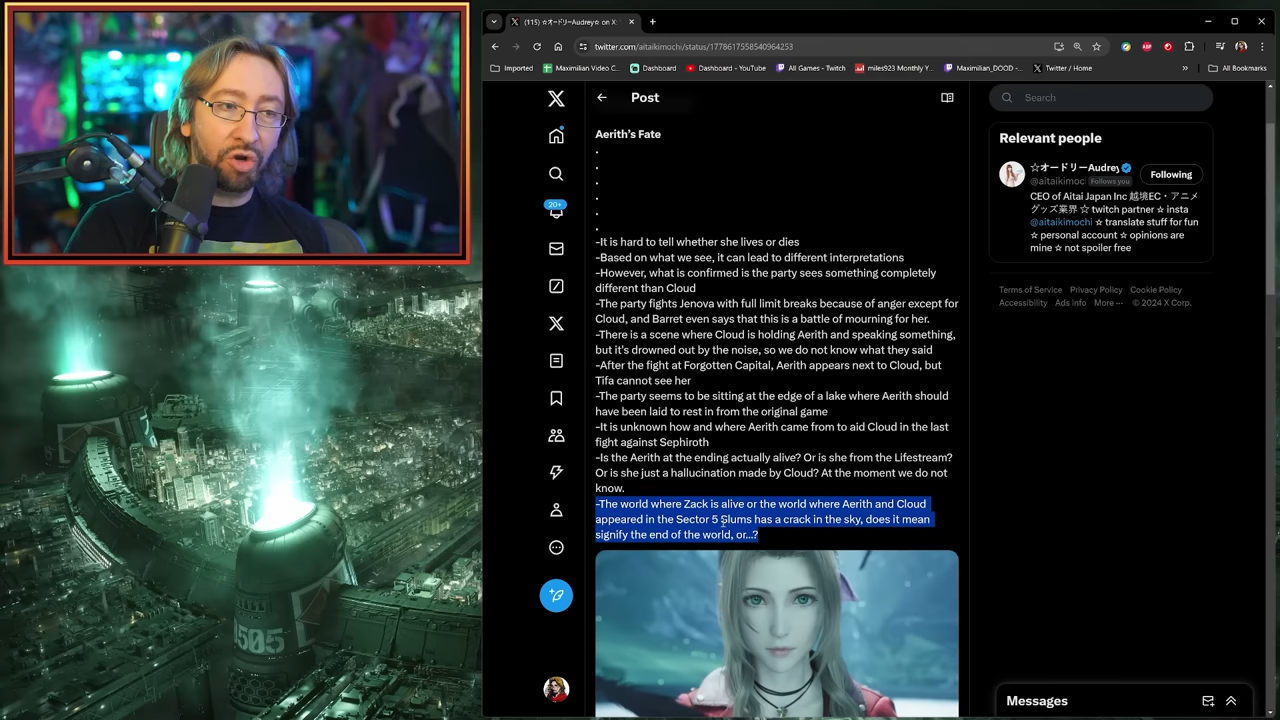 (115) ☆オードリーAudrey☆ on X: "
twitter.com/aitaikimochi/status/1778617558540964253
Imported
Maximilian Video C...
Dashboard
Dashboard - YouTube
All Games - Twitch
miles923 Monthly Y...
Maximilian_DOOD -...
Twitter / Home
»
All Bookmarks
Post
Search
Aerith's Fate
.
.
.
.
.
.
-It is hard to tell whether she lives or dies
-Based on what we see, it can lead to different interpretations
-However, what is confirmed is the party sees something completely
different than Cloud
-The party fights Jenova with full limit breaks because of anger except for
Cloud, and Barret even says that this is a battle of mourning for her.
-There is a scene where Cloud is holding Aerith and speaking something,
but it's drowned out by the noise, so we do not know what they said
-After the fight at Forgotten Capital, Aerith appears next to Cloud, but
Tifa cannot see her
-The party seems to be sitting at the edge of a lake where Aerith should
have been laid to rest in from the original game
-It is unknown how and where Aerith came from to aid Cloud in the last
fight against Sephiroth
-Is the Aerith at the ending actually alive? Or is she from the Lifestream?
Or is she just a hallucination made by Cloud? At the moment we do not
know.
-The world where Zack is alive or the world where Aerith and Cloud
appeared in the Sector 5 Slums has a crack in the sky, does it mean
signify the end of the world, or...?
20+
Relevant people
☆オードリーAudrey
@aitaikimoc Follows you
Following
CEO of Aitai Japan Inc 越境EC・アニメ
グッズ業界 ☆ twitch partner ☆ insta
@aitaikimochi ☆ translate stuff for fun
☆ personal account ☆ opinions are
mine ☆ not spoiler free
Terms of Service Privacy Policy Cookie Policy
Accessibility Ads info More ··· © 2024 X Corp.
Messages